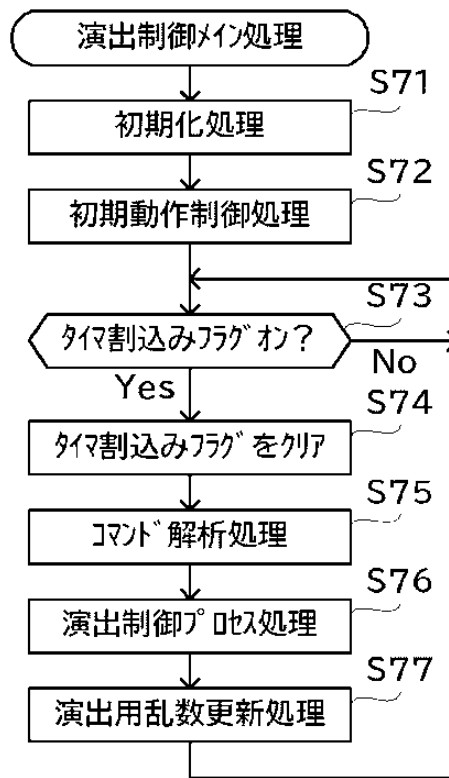 演出制御ﾒｲﾝ処理
S71
初期化処理
S72
初期動作制御処理
S73
ﾀｲﾏ割込みﾌﾗｸﾞｵﾝ?
No
Yes
S74
ﾀｲﾏ割込みﾌﾗｸﾞをｸﾘｱ
S75
ｺﾏﾝﾄﾞ解析処理
S76
演出制御ﾌﾟﾛｾｽ処理
S77
演出用乱数更新処理